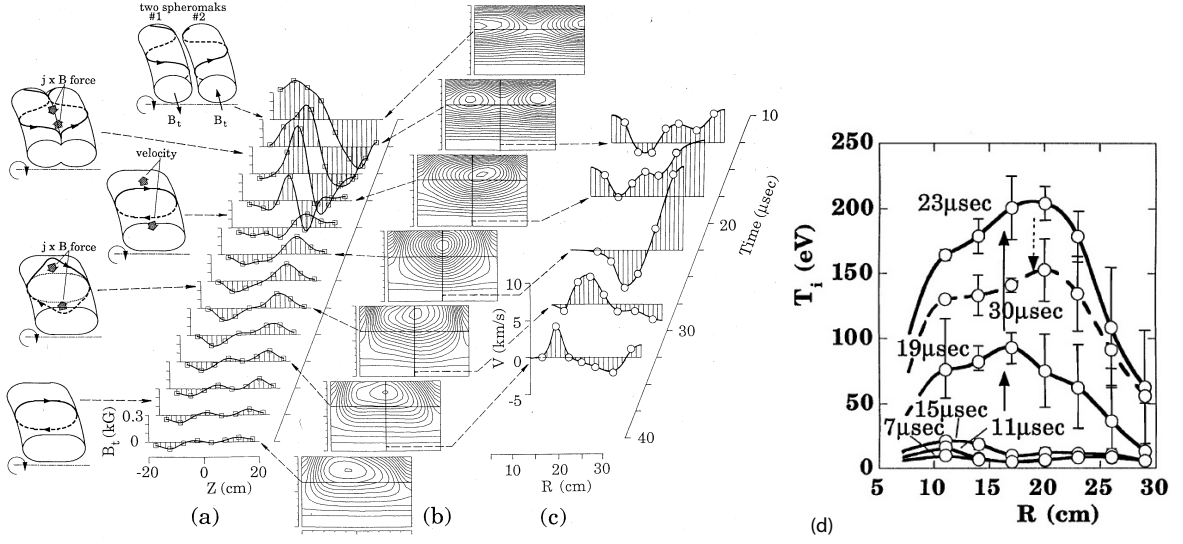 two spheromaks
#1 #2
j x B force
B_t B_t
velocity
j x B force
0.3
0
B_t (kG)
-20 0 20
Z (cm)
(a)
(b)
10
5
0
-5
V (km/s)
10
20
30
40
Time (μsec)
10 20 30
R (cm)
(c)
250
200
150
100
50
0
T_i (eV)
23μsec
30μsec
19μsec
15μsec
7μsec
11μsec
5 10 15 20 25 30
R (cm)
(d)